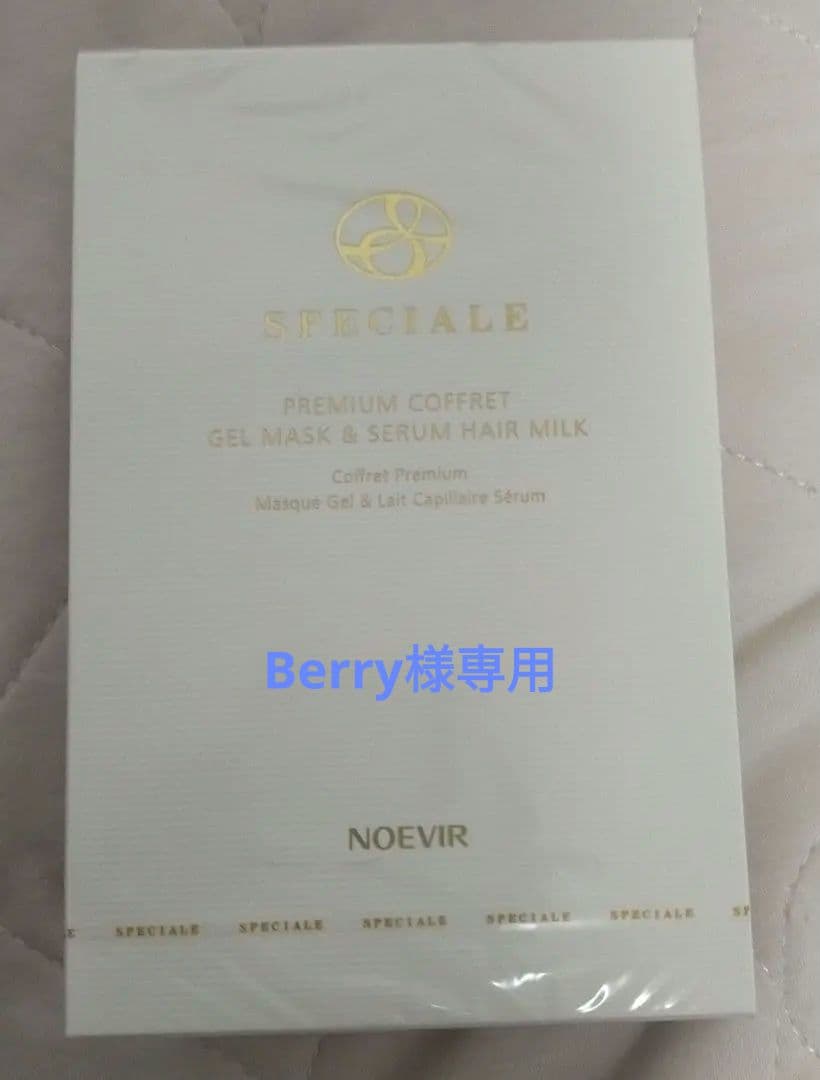 SPECIALE
PREMIUM COFFRET
GEL MASK & SERUM HAIR MILK
Coffret Premium
Masque Gel & Lait Capillaire Sérum
Berry様専用
NOEVIR
E SPECIALE SPECIALE SPECIALE SPECIALE SPECIALE SP